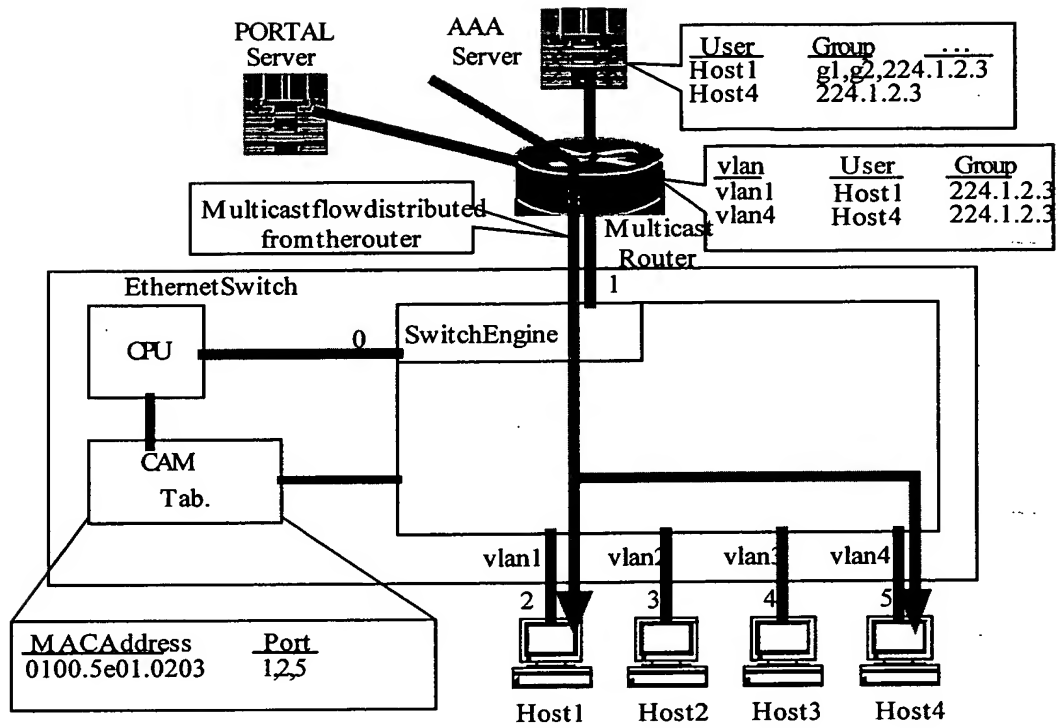 PORTAL
Server
AAA
Server
User Group ...
Host1 g1,g2,224.1.2.3
Host4 224.1.2.3
vlan User Group
vlan1 Host1 224.1.2.3
vlan4 Host4 224.1.2.3
Multicastflowdistributed
fromtherouter
Multicast
Router
1
EthernetSwitch
CPU
0
SwitchEngine
CAM
Tab.
vlan1 vlan2 vlan3 vlan4
2 3 4 5
MACAddress Port
0100.5e01.0203 1,2,5
Host1 Host2 Host3 Host4